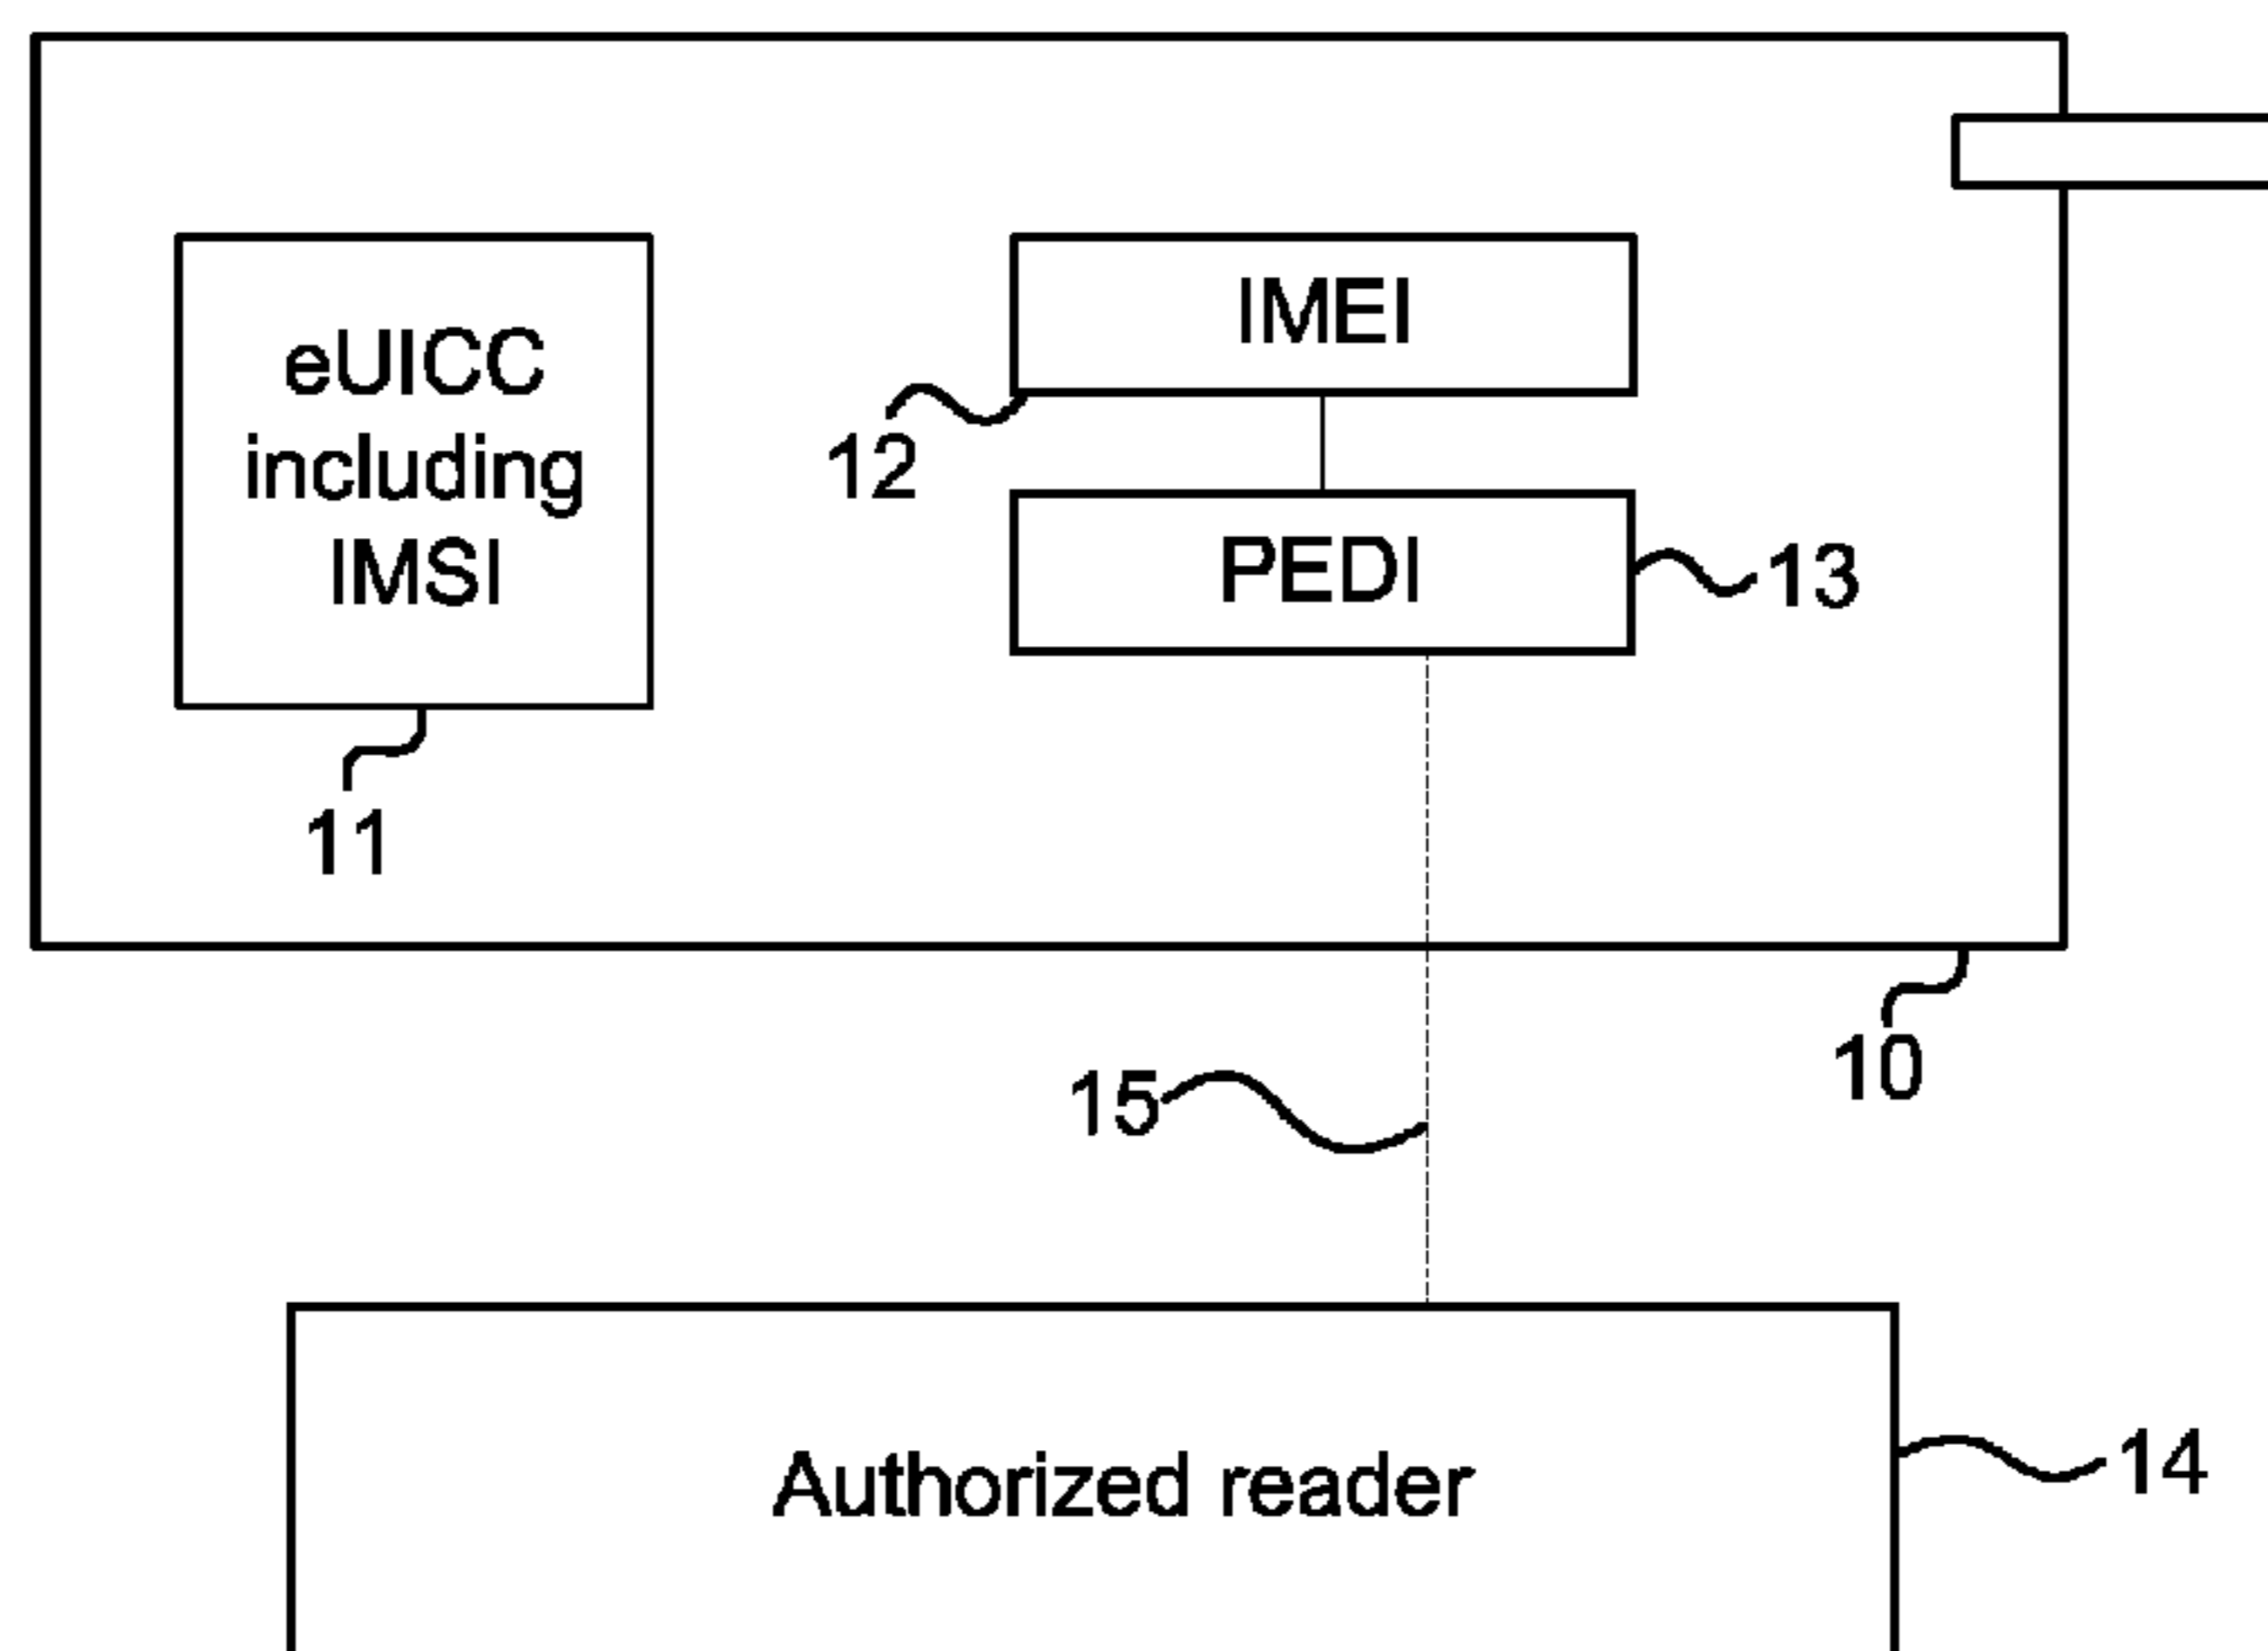 eUICC
including
IMSI
11
IMEI
12
PEDI
13
10
15
Authorized reader
14